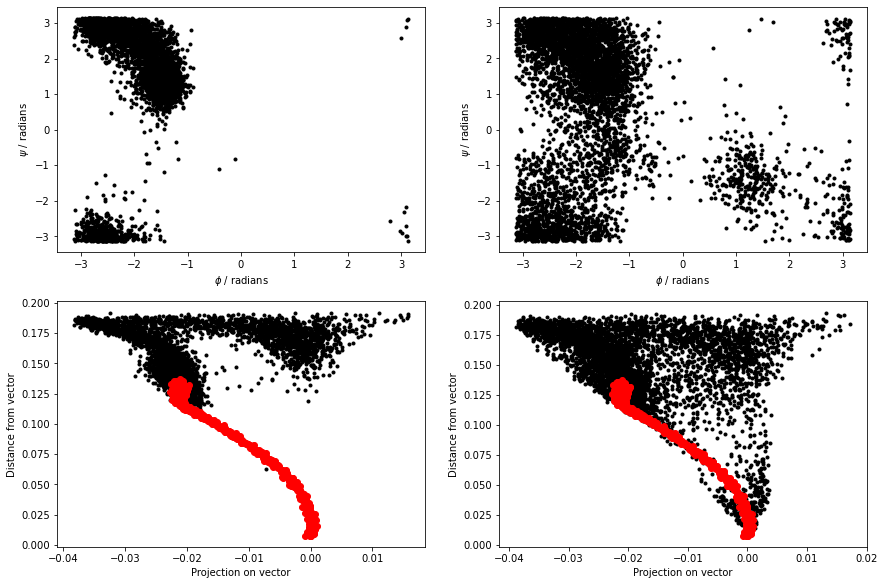 3
2
1
0
−1
−2
−3
ψ / radians
−3 −2 −1 0 1 2 3
ϕ / radians
3
2
1
0
−1
−2
−3
ψ / radians
−3 −2 −1 0 1 2 3
ϕ / radians
0.200
0.175
0.150
0.125
0.100
0.075
0.050
0.025
0.000
Distance from vector
−0.04 −0.03 −0.02 −0.01 0.00 0.01
Projection on vector
0.200
0.175
0.150
0.125
0.100
0.075
0.050
0.025
0.000
Distance from vector
−0.04 −0.03 −0.02 −0.01 0.00 0.01 0.02
Projection on vector